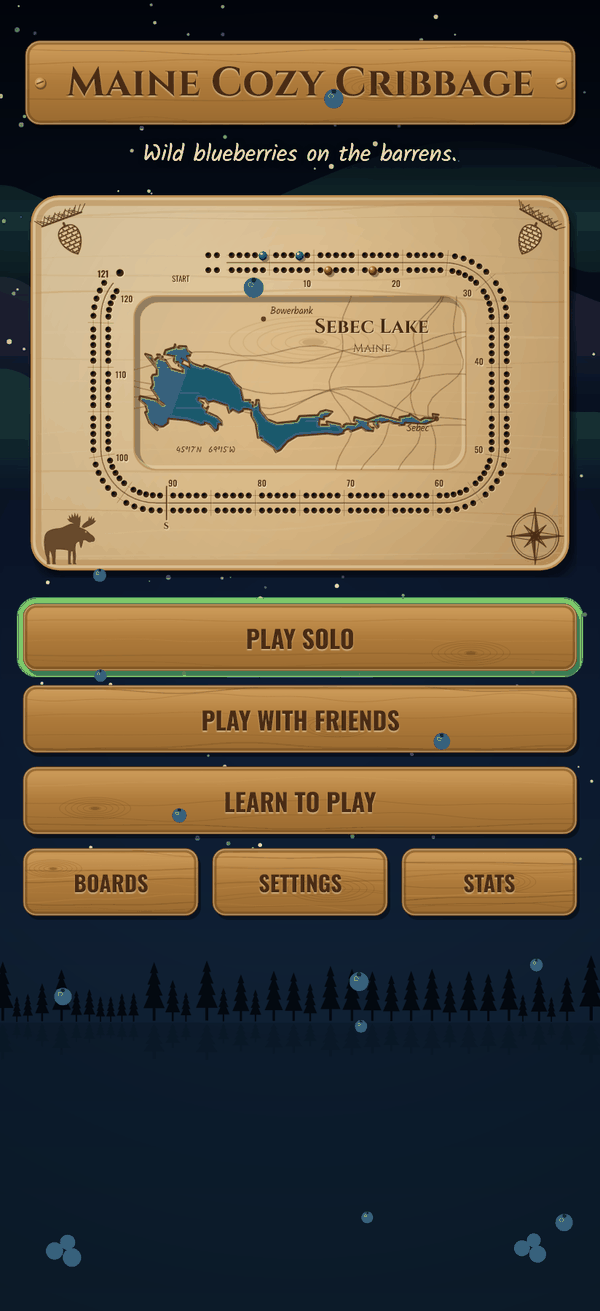 Maine Cozy Cribbage
Wild blueberries on the barrens.
121
START
10
20
30
120
Bowerbank
Sebec Lake
Maine
40
110
Sebec
45°17'N 69°15'W
100
50
90
80
70
60
S
PLAY SOLO
PLAY WITH FRIENDS
LEARN TO PLAY
BOARDS
SETTINGS
STATS